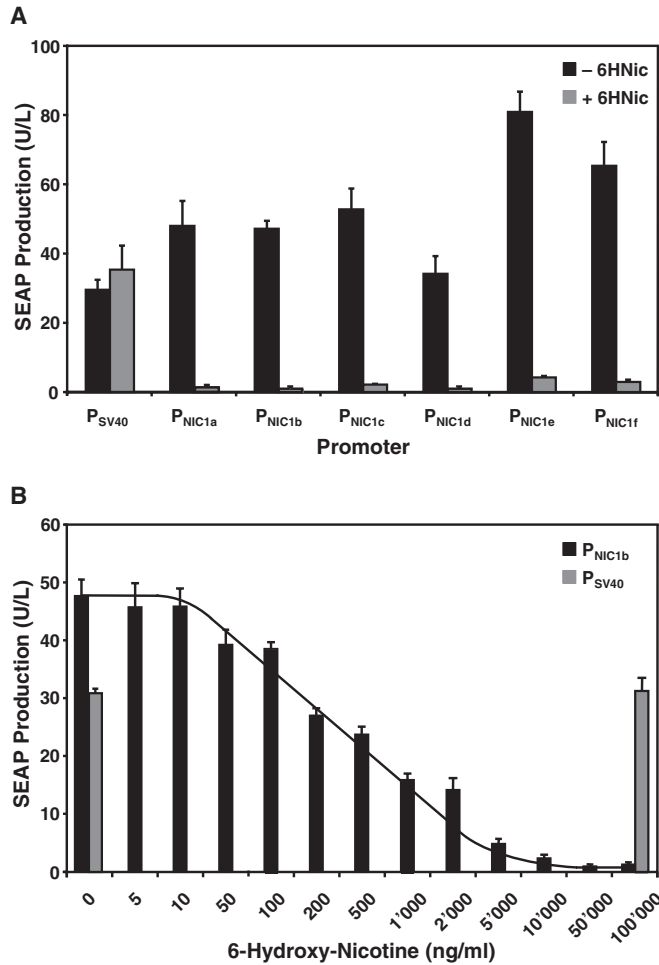 A
SEAP Production (U/L)
100
80
60
40
20
0
– 6HNic
+ 6HNic
PSV40 PNIC1a PNIC1b PNIC1c PNIC1d PNIC1e PNIC1f
Promoter
B
SEAP Production (U/L)
60
50
40
30
20
10
0
PNIC1b
PSV40
0 5 10 50 100 200 500 1'000 2'000 5'000 10'000 50'000 100'000
6-Hydroxy-Nicotine (ng/ml)